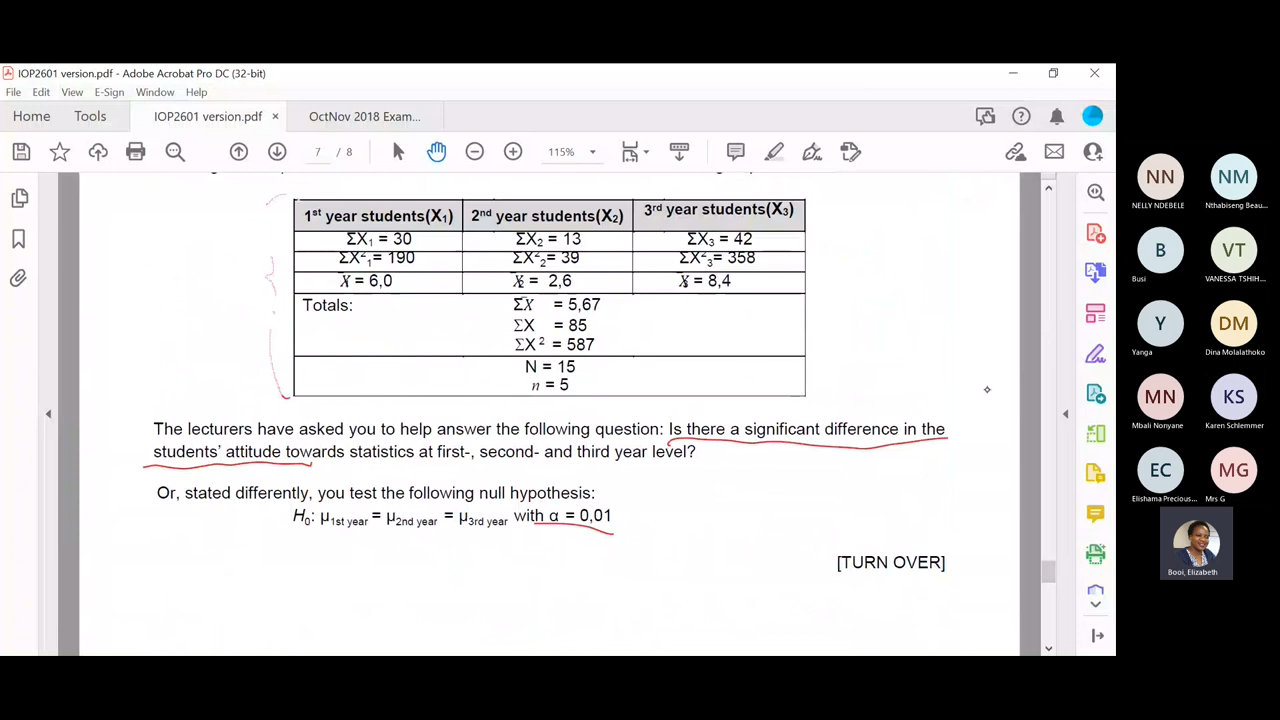 IOP2601 version.pdf - Adobe Acrobat Pro DC (32-bit)
File Edit View E-Sign Window Help
Home Tools IOP2601 version.pdf × OctNov 2018 Exam...
7 / 8 115%
1st year students(X1) 2nd year students(X2) 3rd year students(X3)
ΣX1 = 30 ΣX2 = 13 ΣX3 = 42
ΣX²1= 190 ΣX²2= 39 ΣX²3= 358
= 6,0 = 2,6 = 8,4
Totals: = 5,67
ΣX = 85
ΣX² = 587
N = 15
n = 5
The lecturers have asked you to help answer the following question: Is there a significant difference in the
students' attitude towards statistics at first-, second- and third year level?
Or, stated differently, you test the following null hypothesis:
H0: μ1st year = μ2nd year = μ3rd year with α = 0,01
[TURN OVER]
NN NM
NELLY NDEBELE Nthabiseng Beau...
B VT
Busi VANESSA TSHIH...
Y DM
Yanga Dina Molalathoko
MN KS
Mbali Nonyane Karen Schlemmer
EC MG
Elishama Precious... Mrs G
Booi, Elizabeth